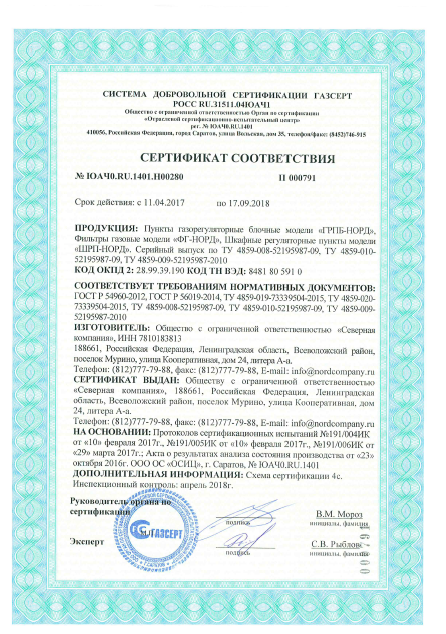 СИСТЕМА ДОБРОВОЛЬНОЙ СЕРТИФИКАЦИИ ГАЗСЕРТ
РОСС RU.31511.04ЮАЧ1
Общество с ограниченной ответственностью Орган по сертификации
«Отраслевой сертификационно-испытательный центр»
рег. № ЮАЧ0.RU.1401
410056, Российская Федерация, город Саратов, улица Вольская, дом 35, телефон/факс: (8452)746-915
СЕРТИФИКАТ СООТВЕТСТВИЯ
№ ЮАЧ0.RU.1401.Н00280 П 000791
Срок действия: с 11.04.2017 по 17.09.2018
ПРОДУКЦИЯ: Пункты газорегуляторные блочные модели «ГРПБ-НОРД»,
Фильтры газовые модели «ФГ-НОРД», Шкафные регуляторные пункты модели
«ШРП-НОРД». Серийный выпуск по ТУ 4859-008-52195987-09, ТУ 4859-010-
52195987-09, ТУ 4859-009-52195987-2010
КОД ОКПД 2: 28.99.39.190 КОД ТН ВЭД: 8481 80 591 0
СООТВЕТСТВУЕТ ТРЕБОВАНИЯМ НОРМАТИВНЫХ ДОКУМЕНТОВ:
ГОСТ Р 54960-2012, ГОСТ Р 56019-2014, ТУ 4859-019-73339504-2015, ТУ 4859-020-
73339504-2015, ТУ 4859-008-52195987-09, ТУ 4859-010-52195987-09, ТУ 4859-009-
52195987-2010
ИЗГОТОВИТЕЛЬ: Общество с ограниченной ответственностью «Северная
компания», ИНН 7810183813
188661, Российская Федерация, Ленинградская область, Всеволожский район,
поселок Мурино, улица Кооперативная, дом 24, литера А-а.
Телефон: (812)777-79-88, факс: (812)777-79-88, E-mail: info@nordcompany.ru
СЕРТИФИКАТ ВЫДАН: Обществу с ограниченной ответственностью
«Северная компания», 188661, Российская Федерация, Ленинградская
область, Всеволожский район, поселок Мурино, улица Кооперативная, дом
24, литера А-а.
Телефон: (812)777-79-88, факс: (812)777-79-88, E-mail: info@nordcompany.ru
НА ОСНОВАНИИ: Протоколов сертификационных испытаний №191/004ИК
от «10» февраля 2017г., №191/005ИК от «10» февраля 2017г., №191/006ИК от
«29» марта 2017г.; Акта о результатах анализа состояния производства от «23»
октября 2016г. ООО ОС «ОСИЦ», г. Саратов, № ЮАЧ0.RU.1401
ДОПОЛНИТЕЛЬНАЯ ИНФОРМАЦИЯ: Схема сертификации 4с.
Инспекционный контроль: апрель 2018г.
Руководитель органа по
сертификации
подпись
В.М. Мороз
инициалы, фамилия
ГАЗСЕРТ
Эксперт
подпись
С.В. Рыблов
инициалы, фамилия